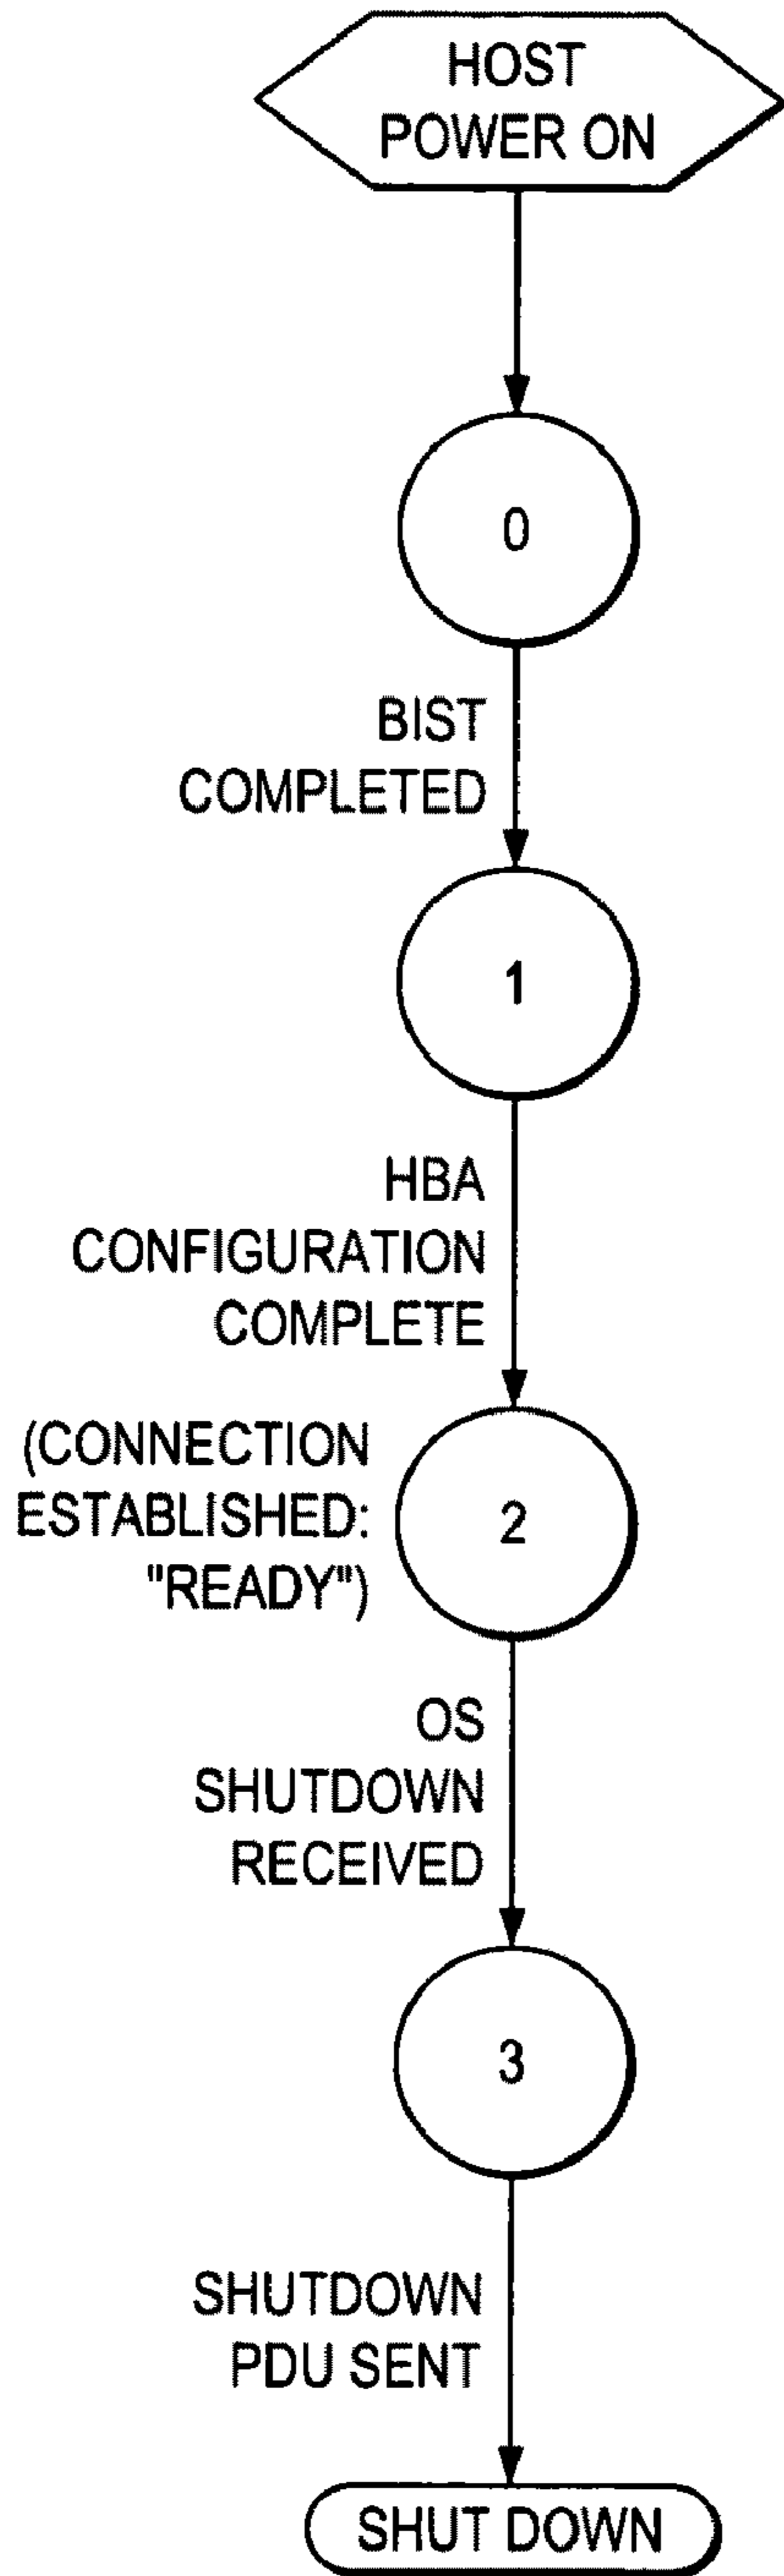 HOST
POWER ON
0
BIST
COMPLETED
1
HBA
CONFIGURATION
COMPLETE
(CONNECTION
ESTABLISHED:
"READY")
2
OS
SHUTDOWN
RECEIVED
3
SHUTDOWN
PDU SENT
SHUT DOWN